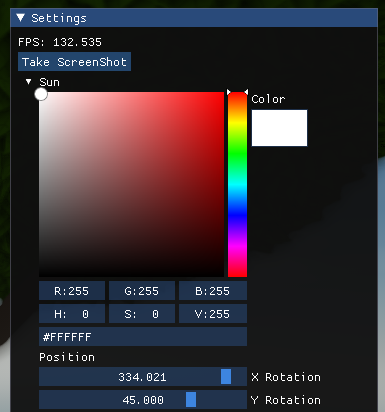 Settings
FPS: 132.535
Take ScreenShot
Sun
Color
R:255 G:255 B:255
H:  0 S:  0 V:255
#FFFFFF
Position
334.021 X Rotation
45.000 Y Rotation